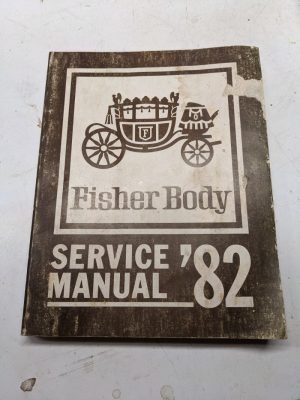 F
Fisher Body
SERVICE
MANUAL '82